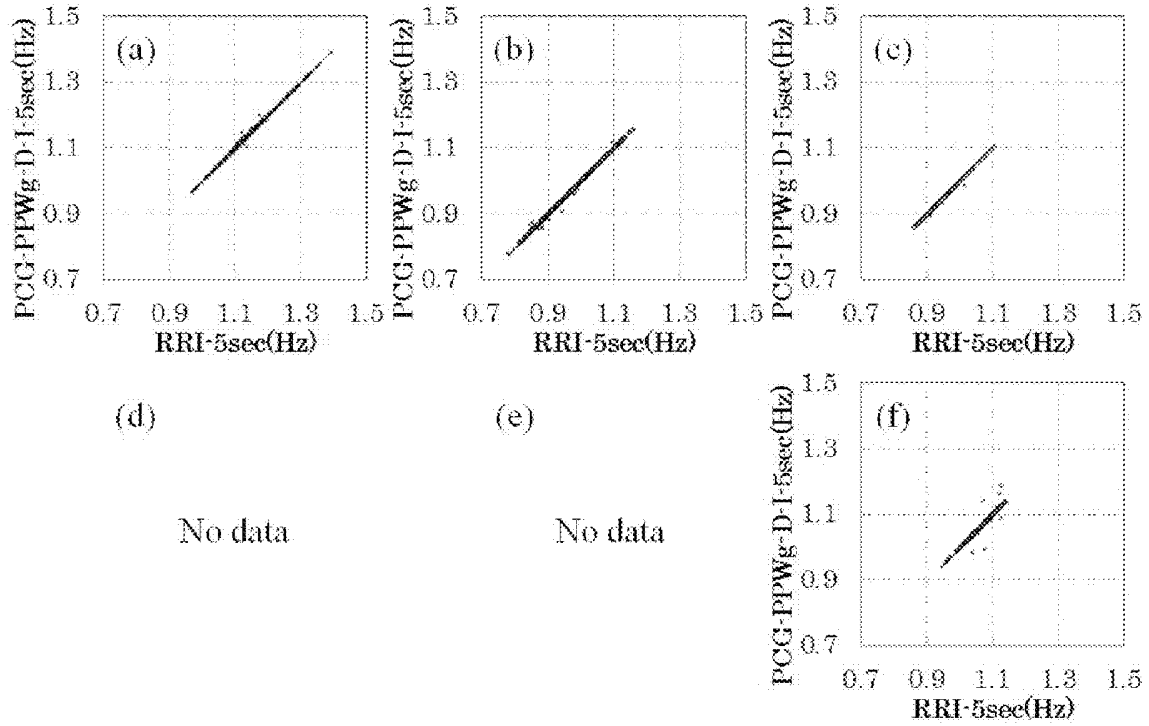 (a)
PCG-PPWg-D-I-5sec(Hz)
1.5
1.3
1.1
0.9
0.7
0.7 0.9 1.1 1.3 1.5
RRI-5sec(Hz)
(b)
PCG-PPWg-D-I-5sec(Hz)
1.5
1.3
1.1
0.9
0.7
0.7 0.9 1.1 1.3 1.5
RRI-5sec(Hz)
(c)
PCG-PPWg-D-I-5sec(Hz)
1.5
1.3
1.1
0.9
0.7
0.7 0.9 1.1 1.3 1.5
RRI-5sec(Hz)
(d)
No data
(e)
No data
(f)
PCG-PPWg-D-I-5sec(Hz)
1.5
1.3
1.1
0.9
0.7
0.7 0.9 1.1 1.3 1.5
RRI-5sec(Hz)